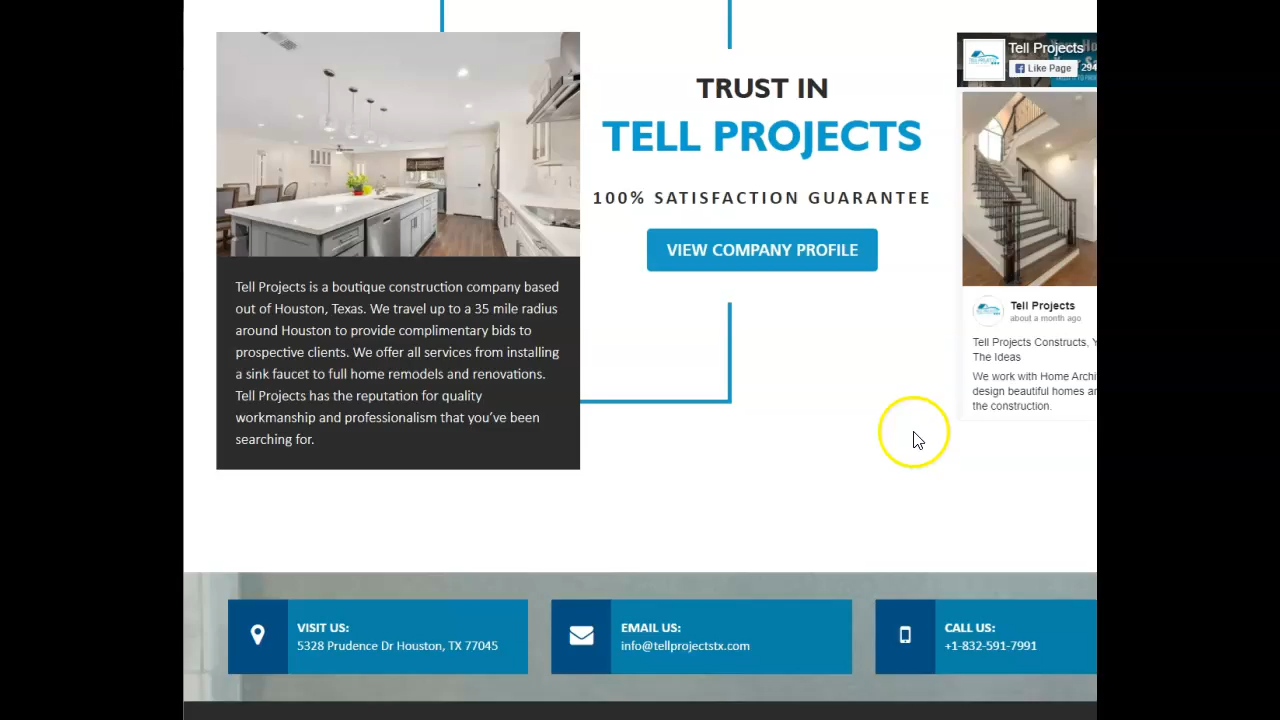 TRUST IN
TELL PROJECTS
100% SATISFACTION GUARANTEE
VIEW COMPANY PROFILE
Tell Projects is a boutique construction company based
out of Houston, Texas. We travel up to a 35 mile radius
around Houston to provide complimentary bids to
prospective clients. We offer all services from installing
a sink faucet to full home remodels and renovations.
Tell Projects has the reputation for quality
workmanship and professionalism that you've been
searching for.
Tell Projects
Like Page
294
Tell Projects
about a month ago
Tell Projects Constructs,
The Ideas
We work with Home
design beautiful homes
the construction.
VISIT US:
5328 Prudence Dr Houston, TX 77045
EMAIL US:
info@tellprojectstx.com
CALL US:
+1-832-591-7991